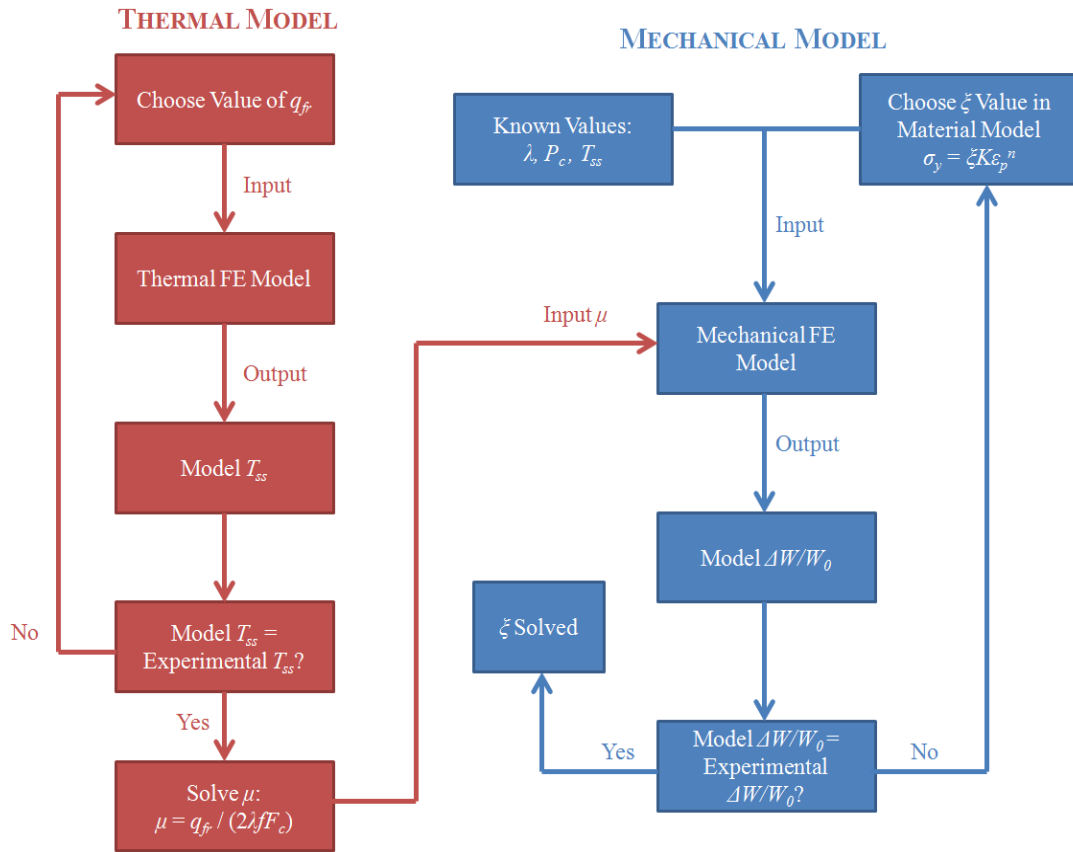 THERMAL MODEL
Choose Value of q_fr
Input
Thermal FE Model
Output
Model T_ss
Model T_ss =
Experimental T_ss?
No
Yes
Solve μ:
μ = q_fr / (2λfF_c)
MECHANICAL MODEL
Known Values:
λ, P_c, T_ss
Choose ξ Value in
Material Model
σ_y = ξKε_p^n
Input
Input μ
Mechanical FE
Model
Output
Model ΔW/W_0
Model ΔW/W_0 =
Experimental
ΔW/W_0?
Yes
No
ξ Solved